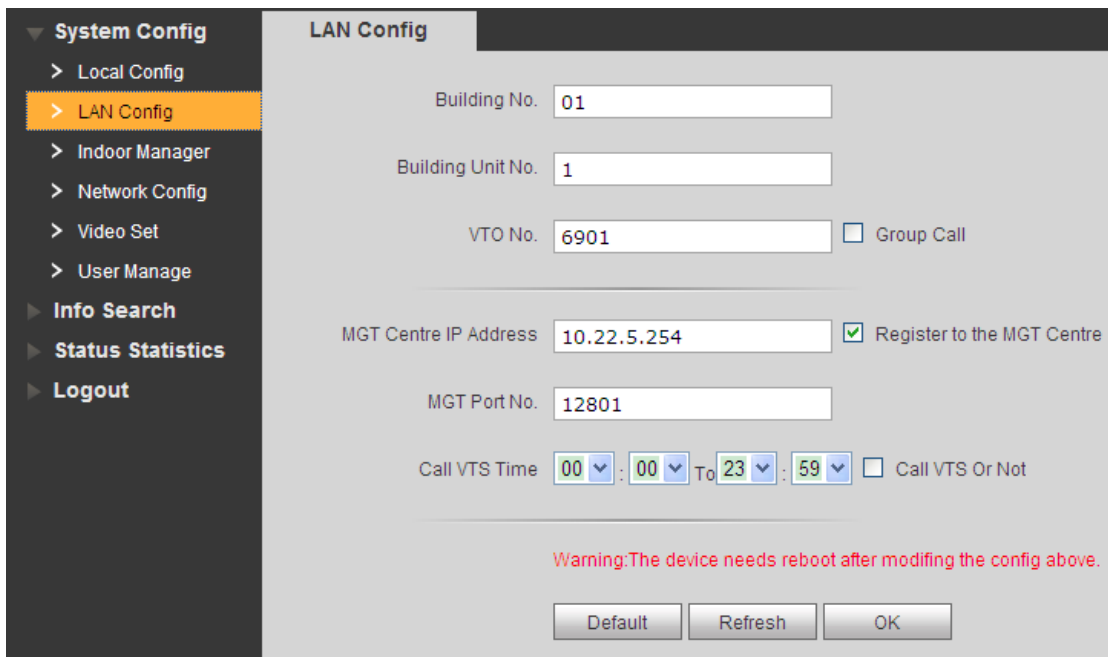 System Config
Local Config
LAN Config
Indoor Manager
Network Config
Video Set
User Manage
Info Search
Status Statistics
Logout
LAN Config
Building No. 01
Building Unit No. 1
VTO No. 6901 Group Call
MGT Centre IP Address 10.22.5.254 Register to the MGT Centre
MGT Port No. 12801
Call VTS Time 00 : 00 To 23 : 59 Call VTS Or Not
Warning:The device needs reboot after modifing the config above.
Default Refresh OK